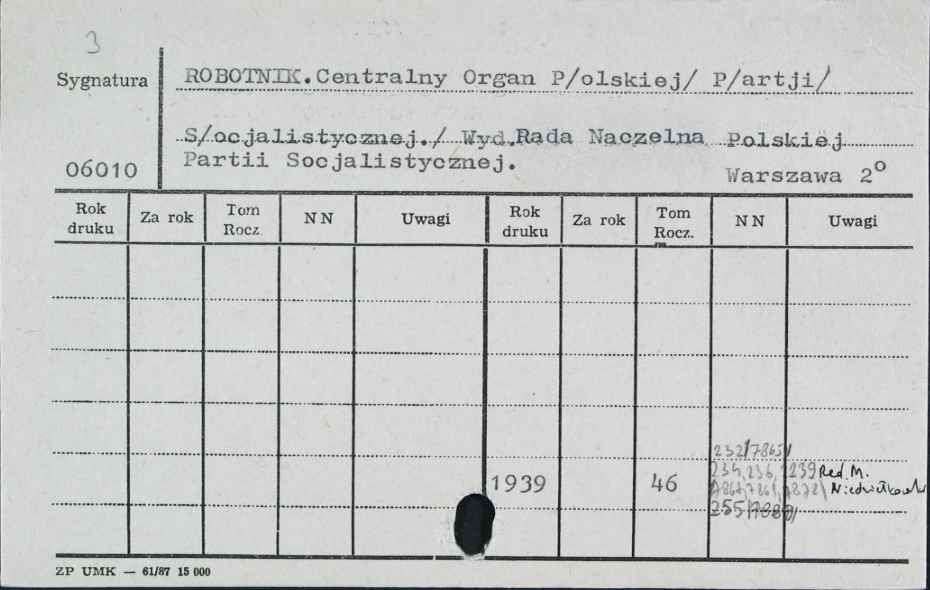 3
Sygnatura
ROBOTNIK.Centralny Organ P/olskiej/ P/artji/
S/ocjalistycznej./ Wyd.Rada Naczelna Polskiej
06010
Partii Socjalistycznej.
Warszawa 2°
Rok druku Za rok Tom Rocz. NN Uwagi Rok druku Za rok Tom Rocz. NN Uwagi
232/7865/
234, 236, 239 Red. M.
1939 46
255/
ZP UMK — 61/87 15 000